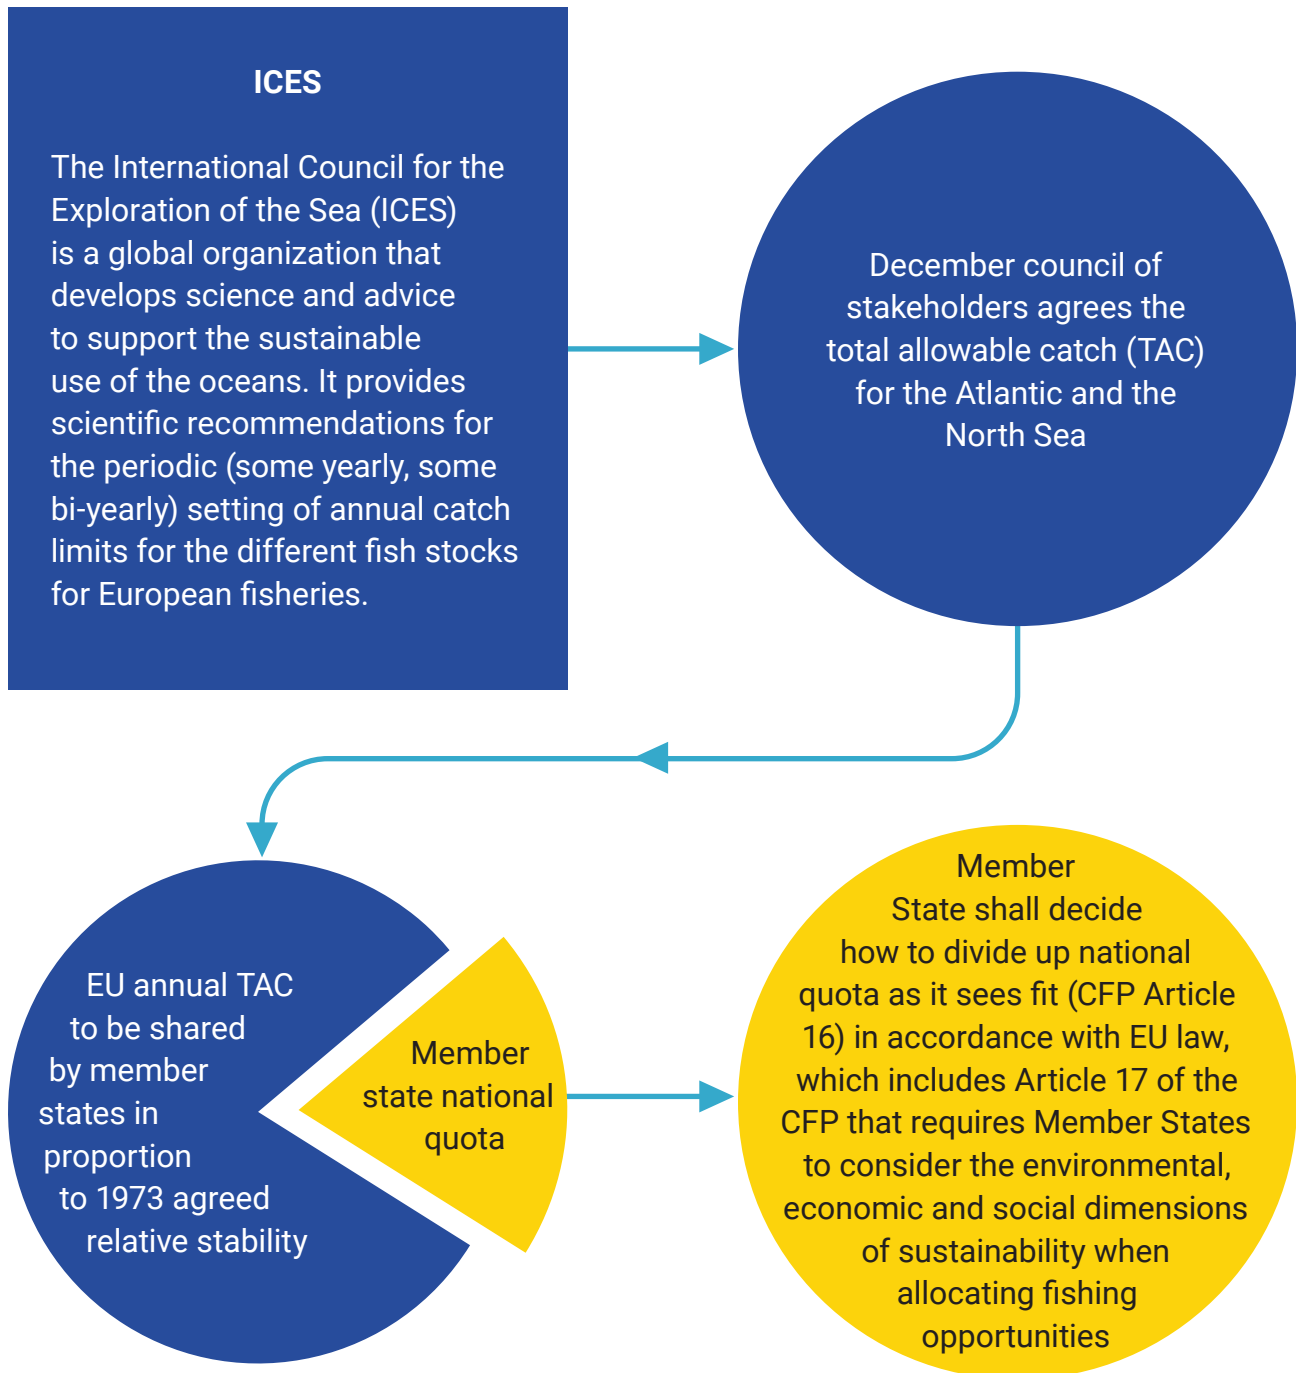 ICES
The International Council for the
Exploration of the Sea (ICES)
is a global organization that
develops science and advice
to support the sustainable
use of the oceans. It provides
scientific recommendations for
the periodic (some yearly, some
bi-yearly) setting of annual catch
limits for the different fish stocks
for European fisheries.
December council of
stakeholders agrees the
total allowable catch (TAC)
for the Atlantic and the
North Sea
EU annual TAC
to be shared
by member
states in
proportion
to 1973 agreed
relative stability
Member
state national
quota
Member
State shall decide
how to divide up national
quota as it sees fit (CFP Article
16) in accordance with EU law,
which includes Article 17 of the
CFP that requires Member States
to consider the environmental,
economic and social dimensions
of sustainability when
allocating fishing
opportunities